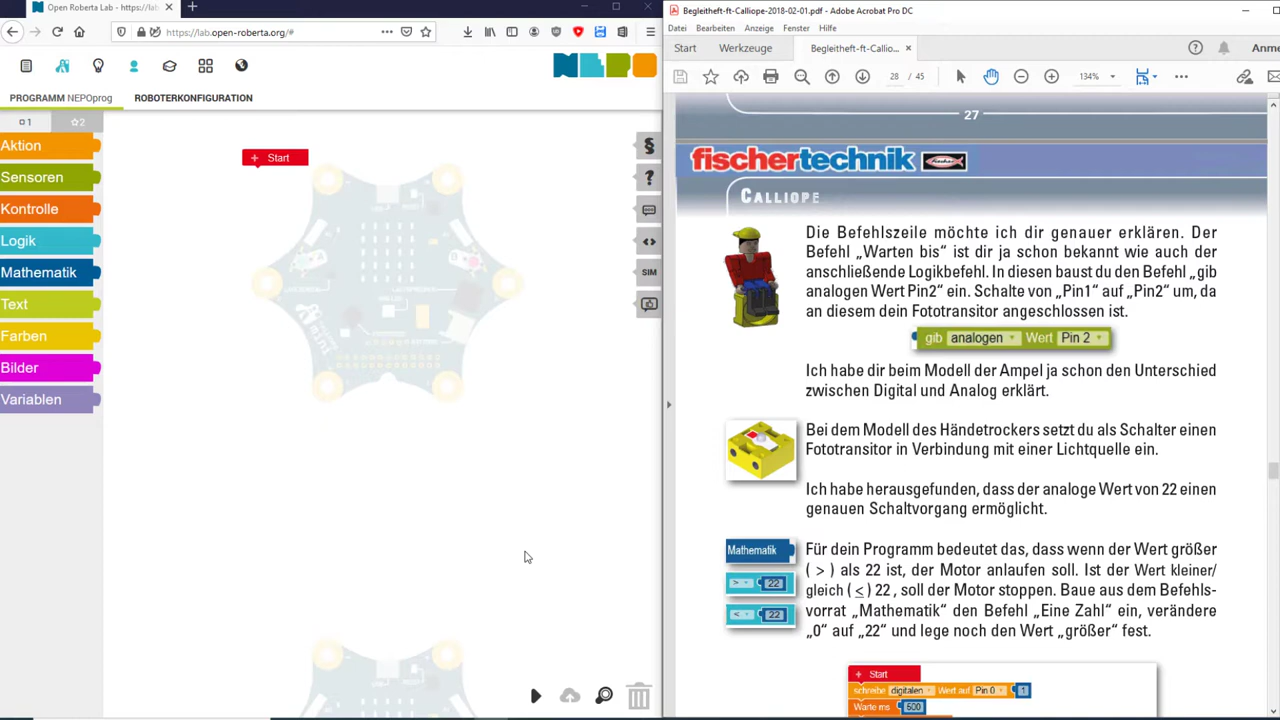 Open Roberta Lab - https://lab
https://lab.open-roberta.org/#
PROGRAMM NEPOprog
ROBOTERKONFIGURATION
1
2
Aktion
Sensoren
Kontrolle
Logik
Mathematik
Text
Farben
Bilder
Variablen
+ Start
§
?
<>
SIM
Begleitheft-ft-Calliope-2018-02-01.pdf - Adobe Acrobat Pro DC
Datei Bearbeiten Anzeige Fenster Hilfe
Start
Werkzeuge
Begleitheft-ft-Callio...
Anme
28 / 45
134%
27
fischertechnik
CALLIOPE
Die Befehlszeile möchte ich dir genauer erklären. Der
Befehl „Warten bis“ ist dir ja schon bekannt wie auch der
anschließende Logikbefehl. In diesen baust du den Befehl „gib
analogen Wert Pin2“ ein. Schalte von „Pin1“ auf „Pin2“ um, da
an diesem dein Fototransitor angeschlossen ist.
gib analogen Wert Pin 2
Ich habe dir beim Modell der Ampel ja schon den Unterschied
zwischen Digital und Analog erklärt.
Bei dem Modell des Händetrockers setzt du als Schalter einen
Fototransitor in Verbindung mit einer Lichtquelle ein.
Ich habe herausgefunden, dass der analoge Wert von 22 einen
genauen Schaltvorgang ermöglicht.
Mathematik
> 22
< 22
Für dein Programm bedeutet das, dass wenn der Wert größer
( > ) als 22 ist, der Motor anlaufen soll. Ist der Wert kleiner/
gleich ( ≤ ) 22 , soll der Motor stoppen. Baue aus dem Befehls-
vorrat „Mathematik“ den Befehl „Eine Zahl“ ein, verändere
„0“ auf „22“ und lege noch den Wert „größer“ fest.
+ Start
schreibe digitalen Wert auf Pin 0 1
Warte ms 500